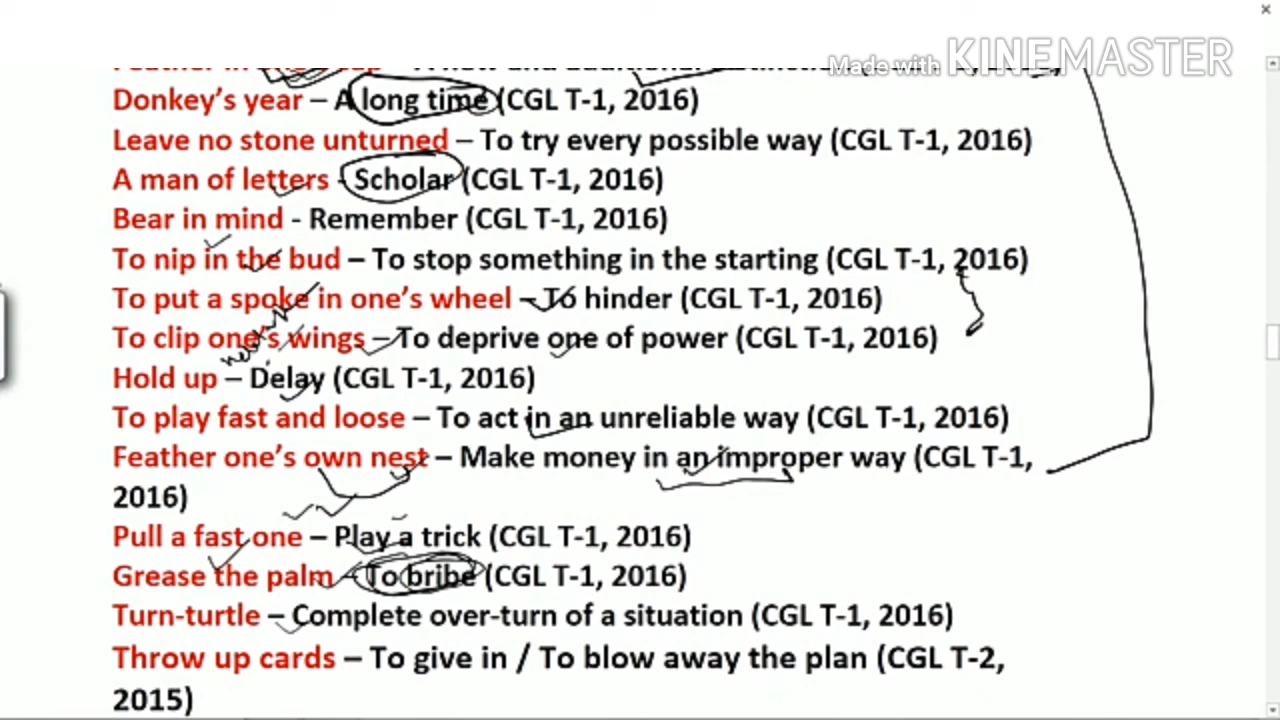 Made with KINEMASTER
Donkey's year – A long time (CGL T-1, 2016)
Leave no stone unturned – To try every possible way (CGL T-1, 2016)
A man of letters - Scholar (CGL T-1, 2016)
Bear in mind - Remember (CGL T-1, 2016)
To nip in the bud – To stop something in the starting (CGL T-1, 2016)
To put a spoke in one's wheel – To hinder (CGL T-1, 2016)
To clip one's wings – To deprive one of power (CGL T-1, 2016)
Hold up – Delay (CGL T-1, 2016)
To play fast and loose – To act in an unreliable way (CGL T-1, 2016)
Feather one's own nest – Make money in an improper way (CGL T-1,
2016)
Pull a fast one – Play a trick (CGL T-1, 2016)
Grease the palm – To bribe (CGL T-1, 2016)
Turn-turtle – Complete over-turn of a situation (CGL T-1, 2016)
Throw up cards – To give in / To blow away the plan (CGL T-2,
2015)